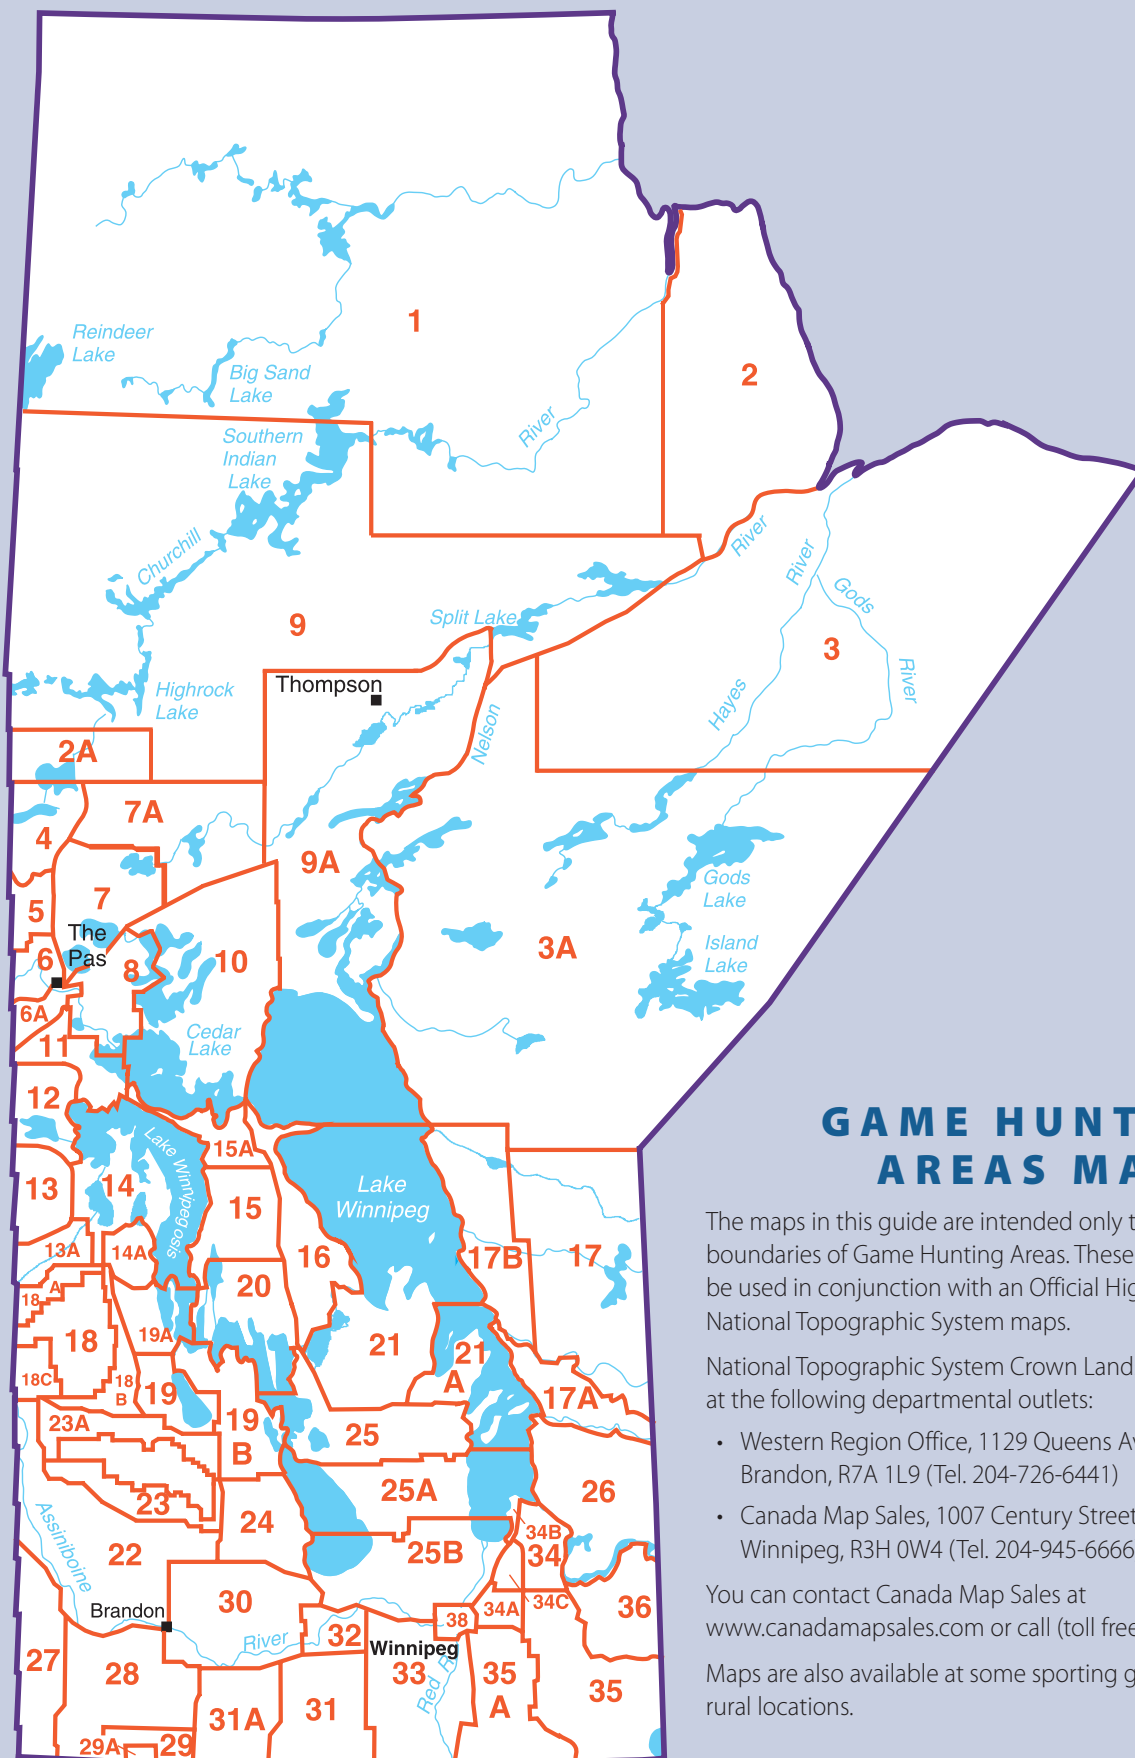 1
2
Reindeer
Lake
Big Sand
Lake
Southern
Indian
Lake
River
Churchill
River
River
Gods
River
9
Split Lake
3
Highrock
Lake
Thompson
Hayes
Nelson
2A
7A
4
9A
7
5
Gods
Lake
The
Pas
6
8
10
3A
Island
Lake
6A
11
Cedar
Lake
12
15A
Lake Winnipegosis
13
14
15
Lake
Winnipeg
16
17B
17
13A
14A
18
A
20
18
19A
21
21
A
18C
18
B
19
17A
23A
19
B
25
23
24
25A
26
Assiniboine
22
25B
34B
34
30
34A
34C
36
Brandon
38
32
River
Winnipeg
27
28
33
35
A
35
Red R
31A
31
29A
29
GAME HUNT
AREAS MA
The maps in this guide are intended only t
boundaries of Game Hunting Areas. These
be used in conjunction with an Official Hig
National Topographic System maps.
National Topographic System Crown Land
at the following departmental outlets:
• Western Region Office, 1129 Queens Av
Brandon, R7A 1L9 (Tel. 204-726-6441)
• Canada Map Sales, 1007 Century Street
Winnipeg, R3H 0W4 (Tel. 204-945-6666
You can contact Canada Map Sales at
www.canadamapsales.com or call (toll free
Maps are also available at some sporting g
rural locations.